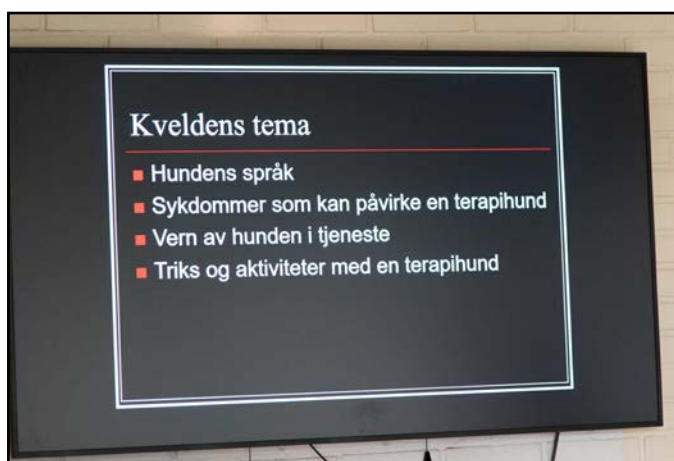 Kveldens tema
Hundens språk
Sykdommer som kan påvirke en terapihund
Vern av hunden i tjeneste
Triks og aktiviteter med en terapihund